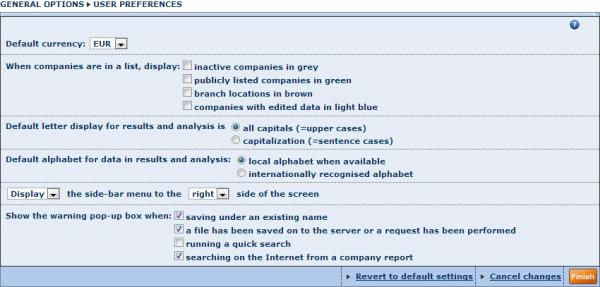 GENERAL OPTIONS ▸ USER PREFERENCES
?
Default currency: EUR
When companies are in a list, display: inactive companies in grey
publicly listed companies in green
branch locations in brown
companies with edited data in light blue
Default letter display for results and analysis is all capitals (=upper cases)
capitalization (=sentence cases)
Default alphabet for data in results and analysis: local alphabet when available
internationally recognised alphabet
Display the side-bar menu to the right side of the screen
Show the warning pop-up box when: saving under an existing name
a file has been saved on to the server or a request has been performed
running a quick search
searching on the Internet from a company report
Revert to default settings Cancel changes Finish